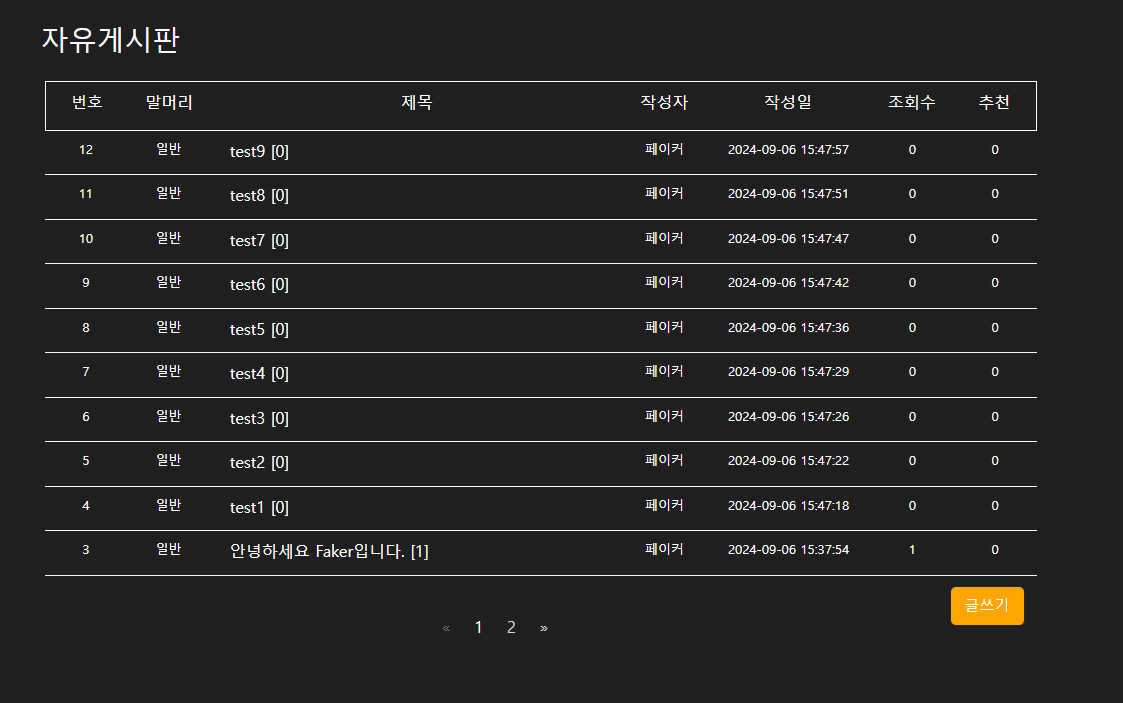 자유게시판
번호 말머리 제목 작성자 작성일 조회수 추천
12 일반 test9 [0] 페이커 2024-09-06 15:47:57 0 0
11 일반 test8 [0] 페이커 2024-09-06 15:47:51 0 0
10 일반 test7 [0] 페이커 2024-09-06 15:47:47 0 0
9 일반 test6 [0] 페이커 2024-09-06 15:47:42 0 0
8 일반 test5 [0] 페이커 2024-09-06 15:47:36 0 0
7 일반 test4 [0] 페이커 2024-09-06 15:47:29 0 0
6 일반 test3 [0] 페이커 2024-09-06 15:47:26 0 0
5 일반 test2 [0] 페이커 2024-09-06 15:47:22 0 0
4 일반 test1 [0] 페이커 2024-09-06 15:47:18 0 0
3 일반 안녕하세요 Faker입니다. [1] 페이커 2024-09-06 15:37:54 1 0
글쓰기
« 1 2 »